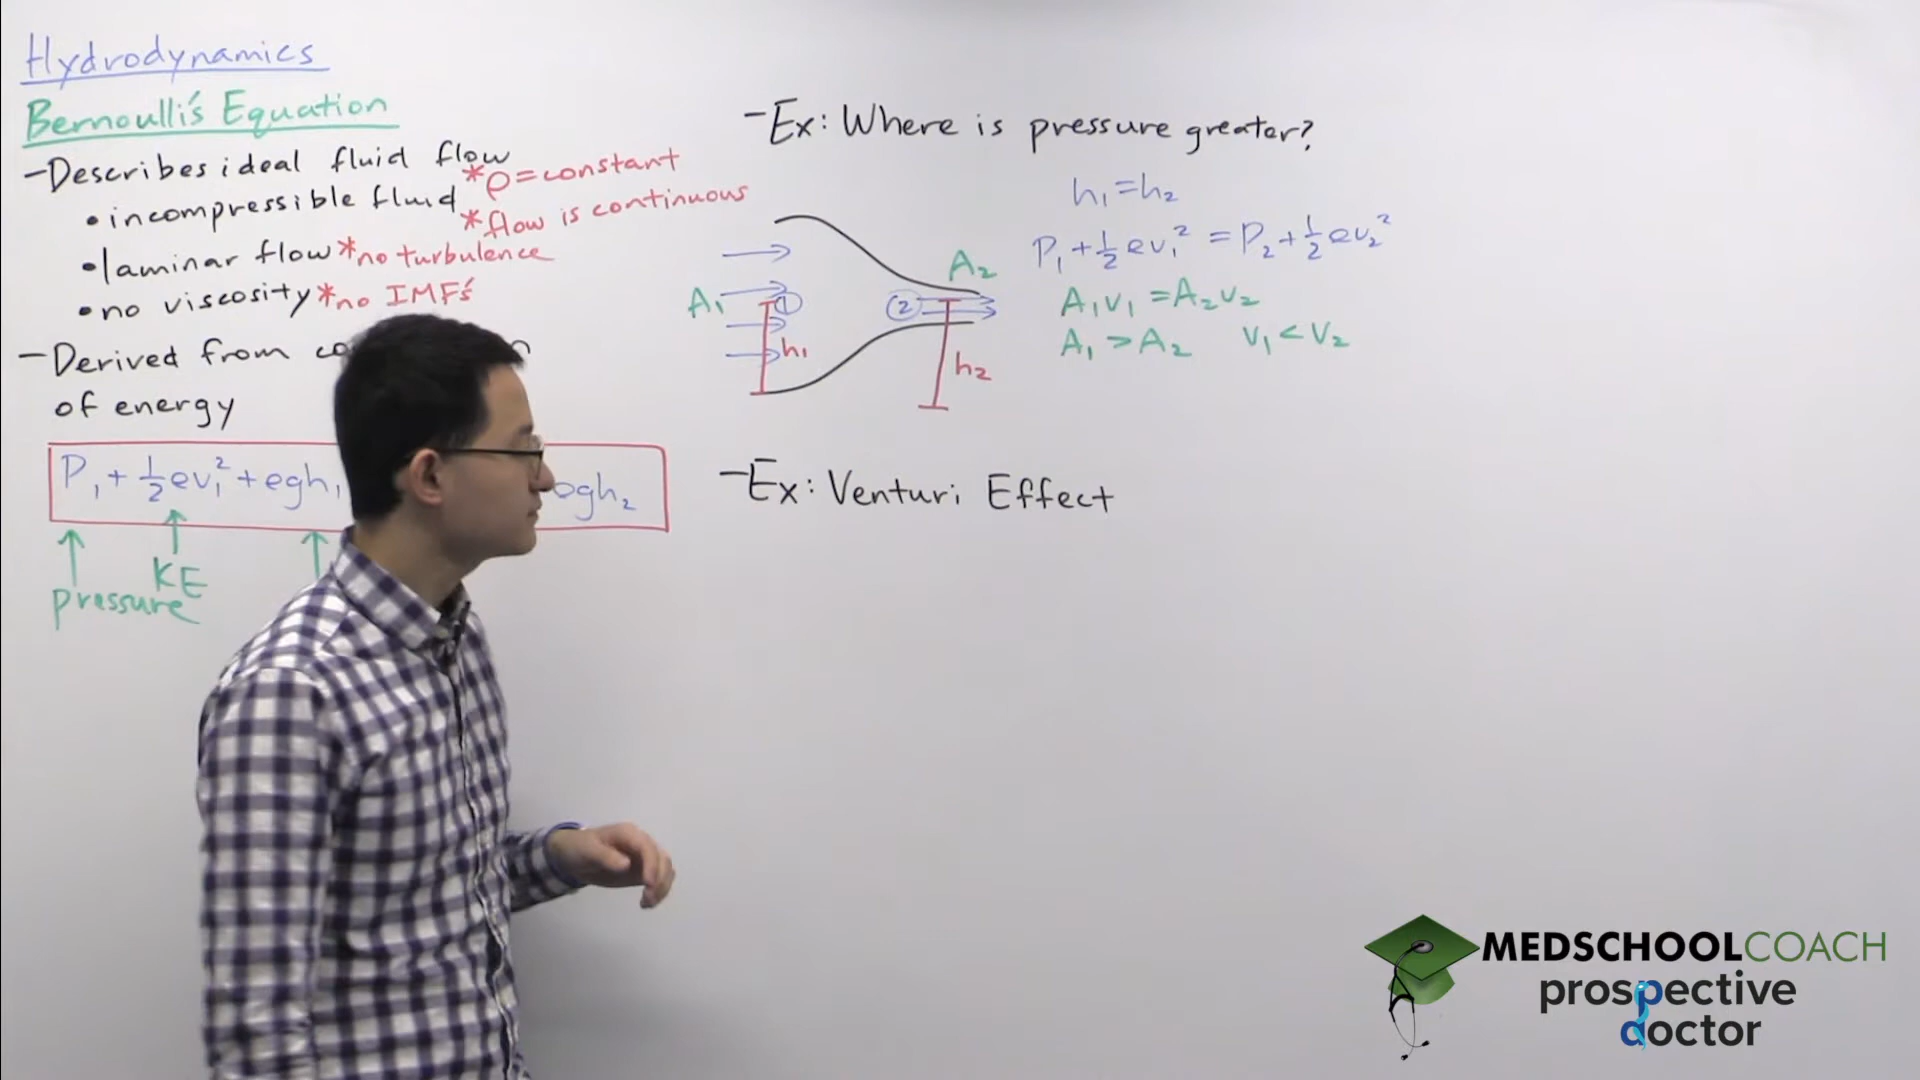 Hydrodynamics
Bernoulli's Equation
-Describes ideal fluid flow
•incompressible fluid *ρ=constant
*flow is continuous
•laminar flow *no turbulence
•no viscosity *no IMF's
-Derived from
of energy
P₁+½ρv₁²+ρgh₁ ρgh₂
pressure
KE
-Ex: Where is pressure greater?
h₁=h₂
P₁+½ρv₁²=P₂+½ρv₂²
A₁v₁=A₂v₂
A₁>A₂ v₁<v₂
A₁
①
h₁
②
A₂
h₂
-Ex: Venturi Effect
MEDSCHOOLCOACH
prospective
doctor